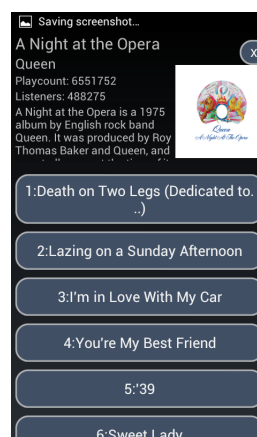 Saving screenshot...
A Night at the Opera
X
Queen
Playcount: 6551752
Listeners: 488275
A Night at the Opera is a 1975
album by English rock band
Queen. It was produced by Roy
Thomas Baker and Queen, and
Queen
A Night At The Opera
1:Death on Two Legs (Dedicated to.
..)
2:Lazing on a Sunday Afternoon
3:I'm in Love With My Car
4:You're My Best Friend
5:'39
6:Sweet Lady